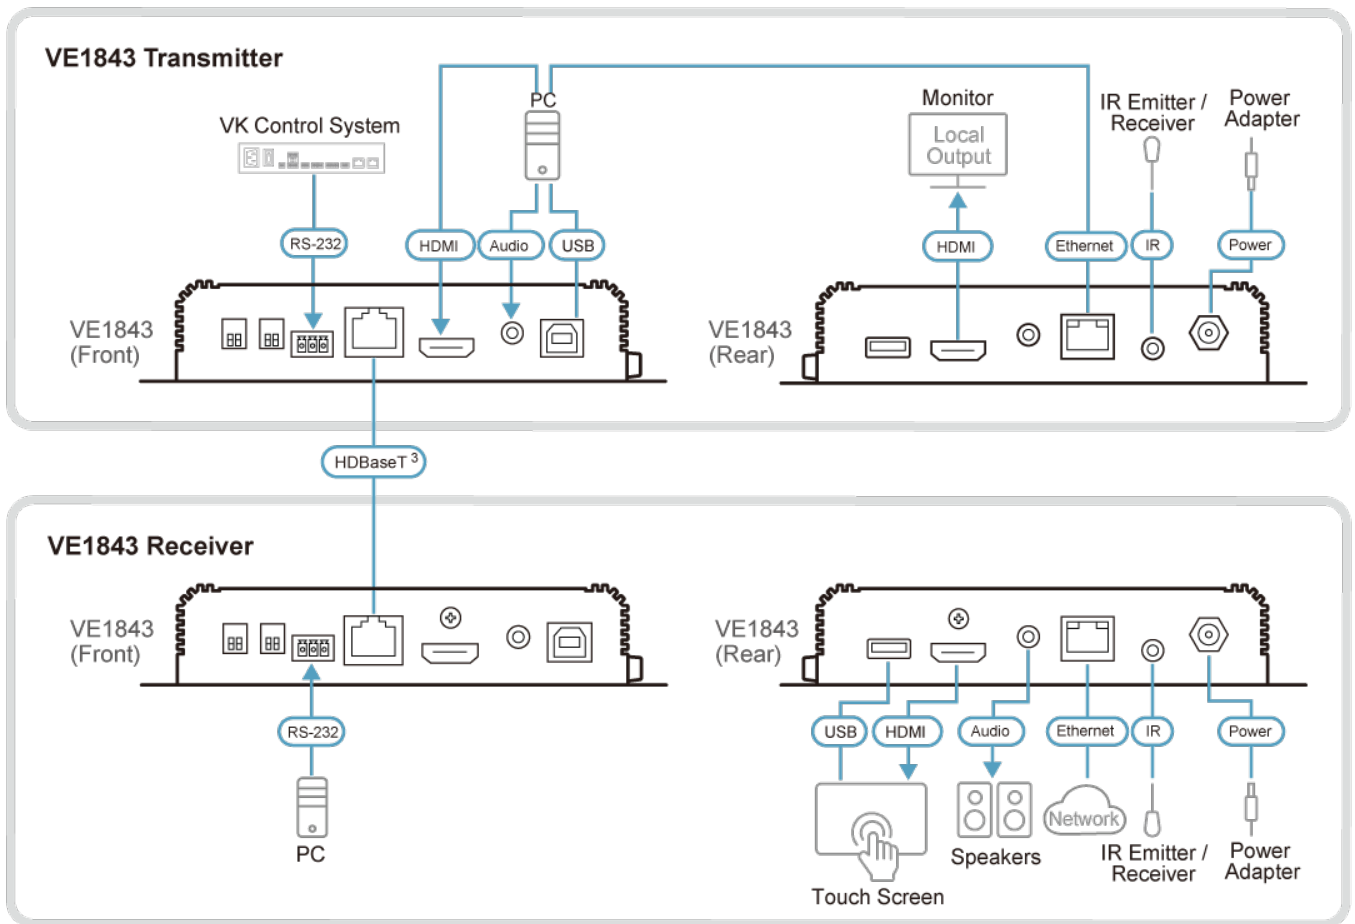 VE1843 Transmitter
PC
VK Control System
Monitor
Local
Output
IR Emitter /
Receiver
Power
Adapter
RS-232
HDMI
Audio
USB
HDMI
Ethernet
IR
Power
VE1843
(Front)
VE1843
(Rear)
HDBaseT 3
VE1843 Receiver
VE1843
(Front)
VE1843
(Rear)
RS-232
USB
HDMI
Audio
Ethernet
IR
Power
PC
Touch Screen
Speakers
Network
IR Emitter /
Receiver
Power
Adapter